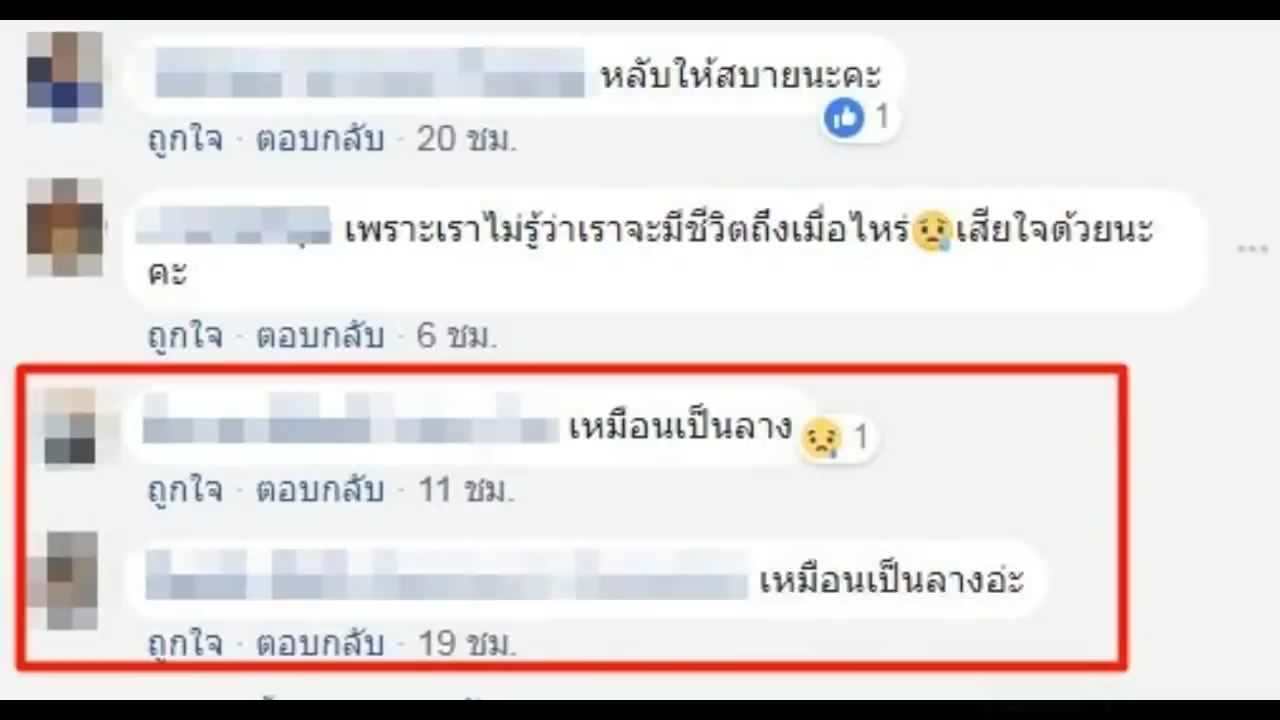 หลับให้สบายนะคะ
1
ถูกใจ · ตอบกลับ · 20 ชม.
เพราะเราไม่รู้ว่าเราจะมีชีวิตถึงเมื่อไหร่😢เสียใจด้วยนะ
คะ
ถูกใจ · ตอบกลับ · 6 ชม.
เหมือนเป็นลาง
1
ถูกใจ · ตอบกลับ · 11 ชม.
เหมือนเป็นลางอ่ะ
ถูกใจ · ตอบกลับ · 19 ชม.